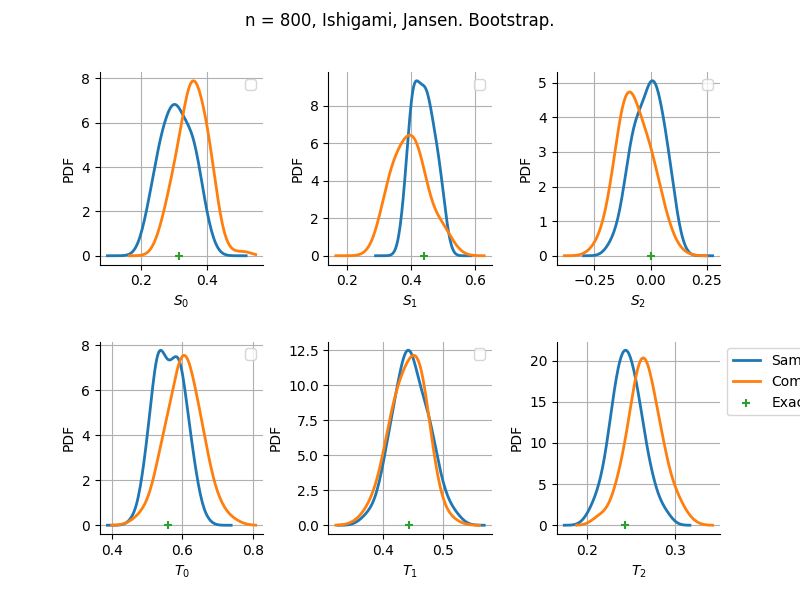 n = 800, Ishigami, Jansen. Bootstrap.
8
6
4
2
0
PDF
0.2
0.4
S₀
8
6
4
2
0
PDF
0.2
0.4
0.6
S₁
5
4
3
2
1
0
PDF
−0.25
0.00
0.25
S₂
8
6
4
2
0
PDF
0.4
0.6
0.8
T₀
12.5
10.0
7.5
5.0
2.5
0.0
PDF
0.4
0.5
T₁
20
15
10
5
0
PDF
0.2
0.3
T₂
Sam
Com
Exac